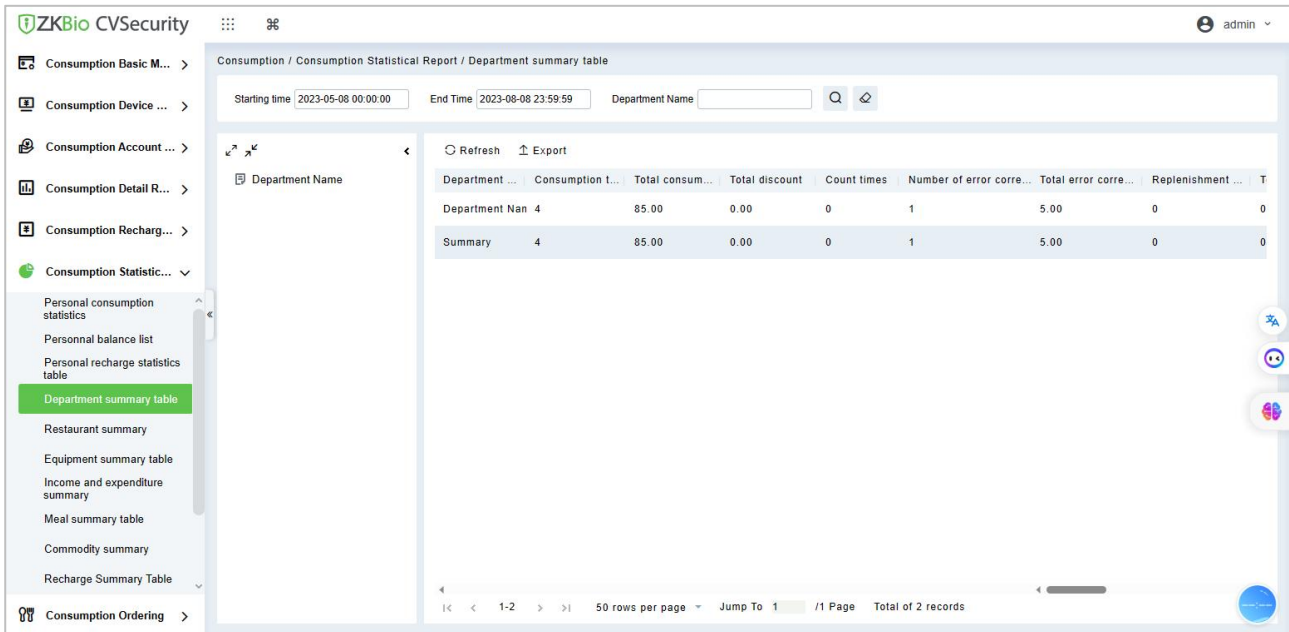 ZKBio CVSecurity
admin
Consumption Basic M...
Consumption Device ...
Consumption Account ...
Consumption Detail R...
Consumption Recharg...
Consumption Statistic...
Personal consumption
statistics
Personnal balance list
Personal recharge statistics
table
Department summary table
Restaurant summary
Equipment summary table
Income and expenditure
summary
Meal summary table
Commodity summary
Recharge Summary Table
Consumption Ordering
Consumption / Consumption Statistical Report / Department summary table
Starting time 2023-05-08 00:00:00 End Time 2023-08-08 23:59:59 Department Name
Department Name
Refresh Export
Department ... Consumption t... Total consum... Total discount Count times Number of error corre... Total error corre... Replenishment ... T
Department Nan 4 85.00 0.00 0 1 5.00 0 0
Summary 4 85.00 0.00 0 1 5.00 0 0
1-2 50 rows per page Jump To 1 /1 Page Total of 2 records